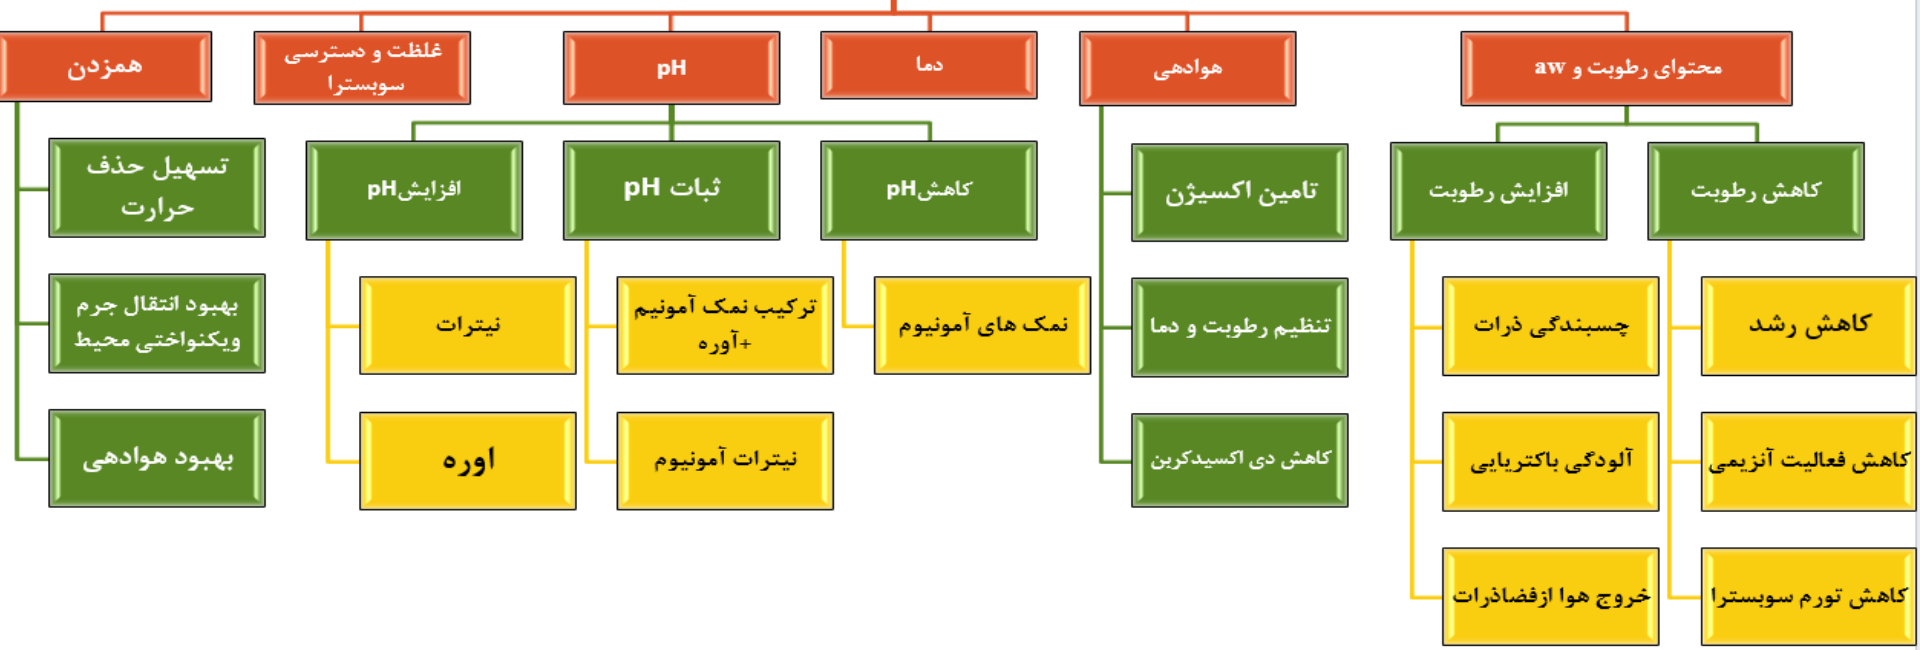 محتوای رطوبت و aw
هوادهی
دما
pH
غلظت و دسترسی
سوبسترا
همزدن
کاهش رطوبت
افزایش رطوبت
تامین اکسیژن
کاهشpH
ثبات pH
افزایشpH
تسهیل حذف
حرارت
کاهش رشد
چسبندگی ذرات
تنظیم رطوبت و دما
نمک های آمونیوم
ترکیب نمک آمونیم
+آوره
نیترات
بهبود انتقال جرم
ویکنواختی محیط
کاهش فعالیت آنزیمی
آلودگی باکتریایی
کاهش دی اکسیدکربن
نیترات آمونیوم
اوره
بهبود هوادهی
کاهش تورم سوبسترا
خروج هوا ازفضاذرات